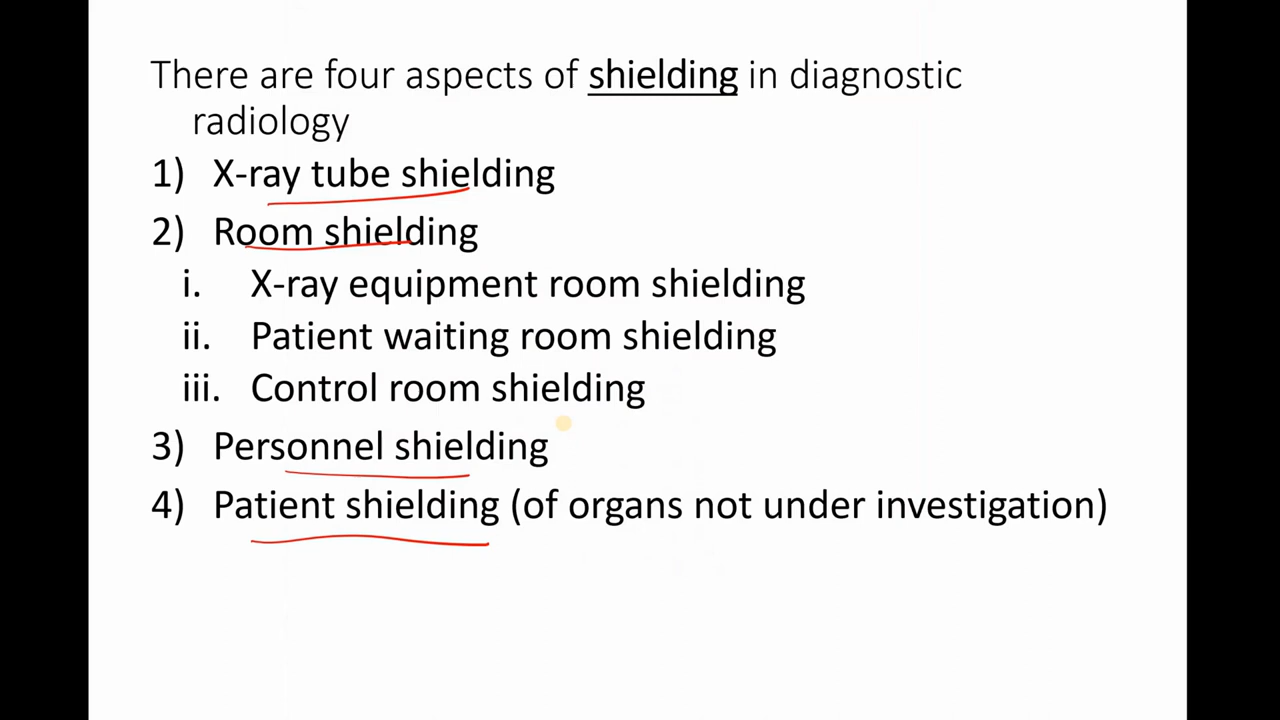 There are four aspects of shielding in diagnostic
radiology
1) X-ray tube shielding
2) Room shielding
i. X-ray equipment room shielding
ii. Patient waiting room shielding
iii. Control room shielding
3) Personnel shielding
4) Patient shielding (of organs not under investigation)